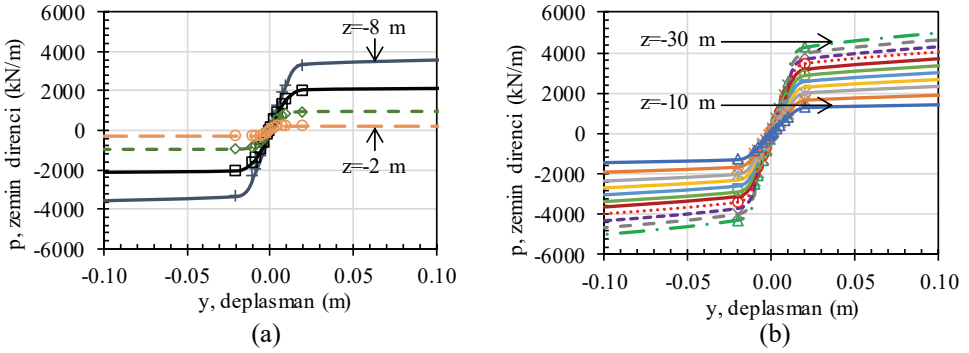 6000
4000
2000
0
-2000
-4000
6000
p, zemin direnci (kN/m)
z=-8 m
z=-2 m
-0.10
-0.05
0.00
0.05
0.10
y, deplasman (m)
(a)
6000
4000
2000
0
-2000
-4000
6000
p, zemin direnci (kN/m)
z=-30 m
z=-10 m
-0.10
-0.05
0.00
0.05
0.10
y, deplasman (m)
(b)